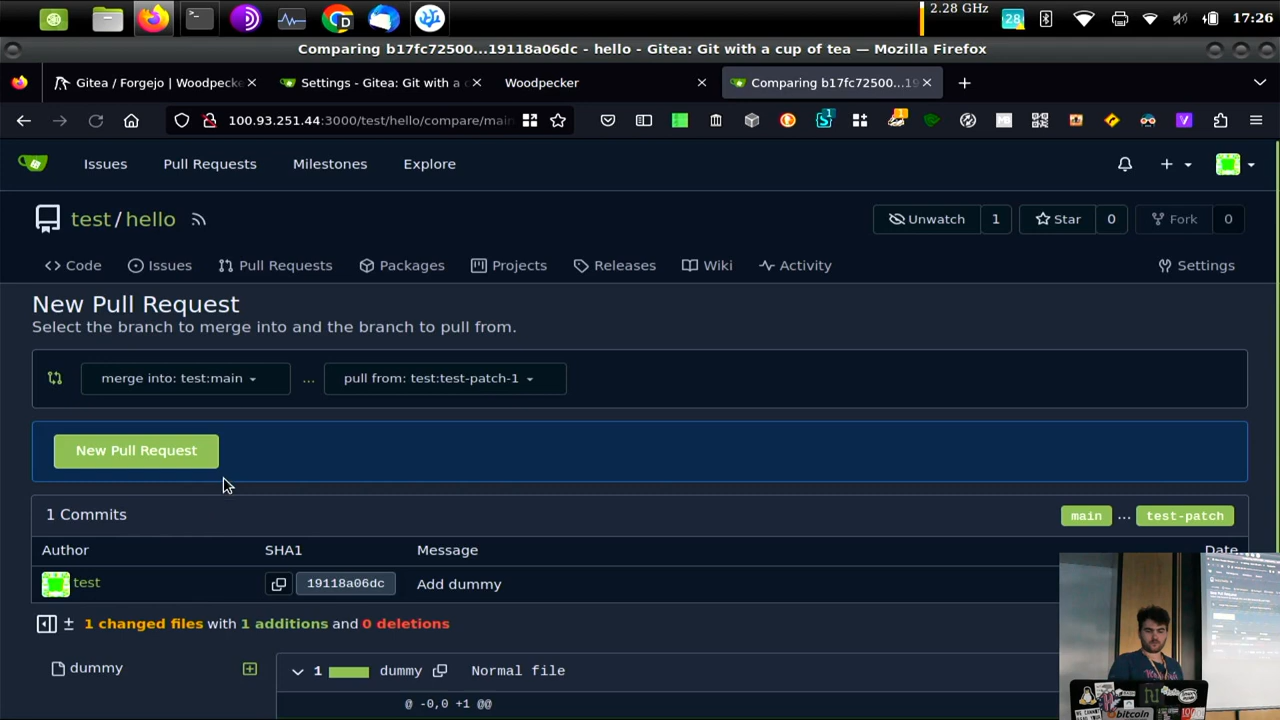 2.28 GHz
28
17:26
Comparing b17fc72500...19118a06dc - hello - Gitea: Git with a cup of tea — Mozilla Firefox
Gitea / Forgejo | Woodpecke
Settings - Gitea: Git with a
Woodpecker
Comparing b17fc72500...19
100.93.251.44:3000/test/hello/compare/main
Issues
Pull Requests
Milestones
Explore
test/hello
Unwatch 1
Star 0
Fork 0
Code
Issues
Pull Requests
Packages
Projects
Releases
Wiki
Activity
Settings
New Pull Request
Select the branch to merge into and the branch to pull from.
merge into: test:main
...
pull from: test:test-patch-1
New Pull Request
1 Commits
main ... test-patch
Author SHA1 Message Date
test 19118a06dc Add dummy
± 1 changed files with 1 additions and 0 deletions
dummy
1 dummy Normal file
@ -0,0 +1 @@
bitcoin